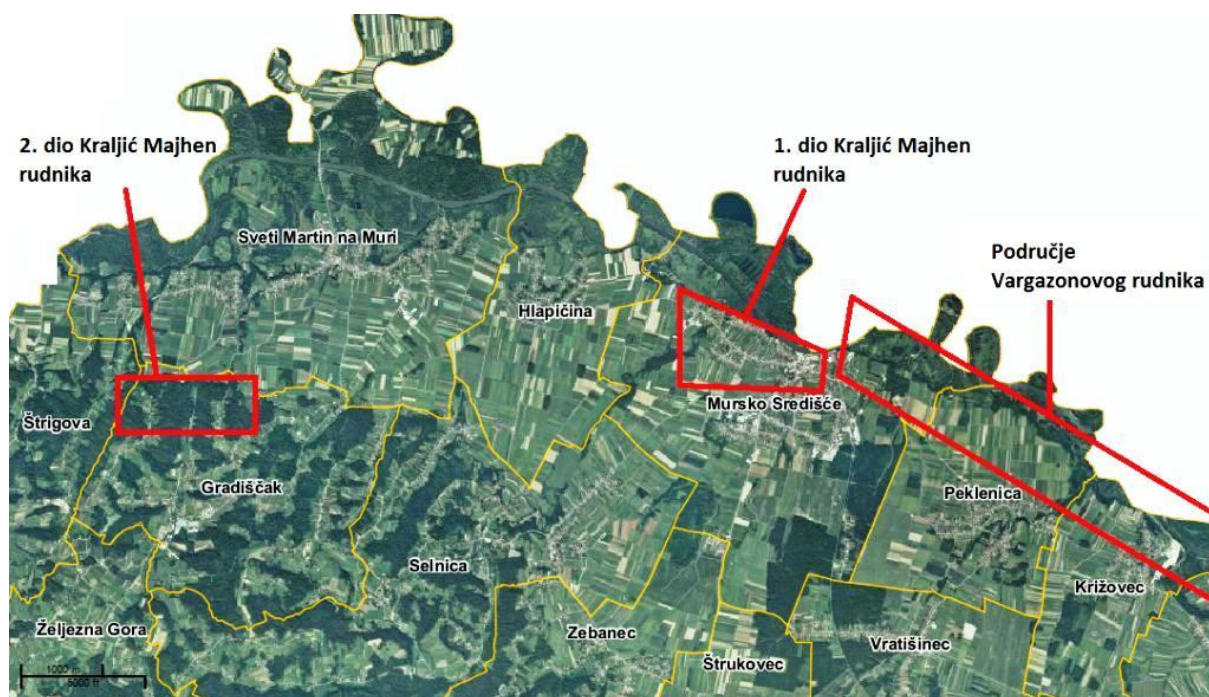 2. dio Kraljić Majhen
rudnika
1. dio Kraljić Majhen
rudnika
Područje
Vargazonovog rudnika
Sveti Martin na Muri
Hlapičina
Mursko Središće
Štrigova
Gradiščak
Peklenica
Selnica
Križovec
Željezna Gora
Zebanec
Vratišinec
Štrukovec
1000 m
5000 ft